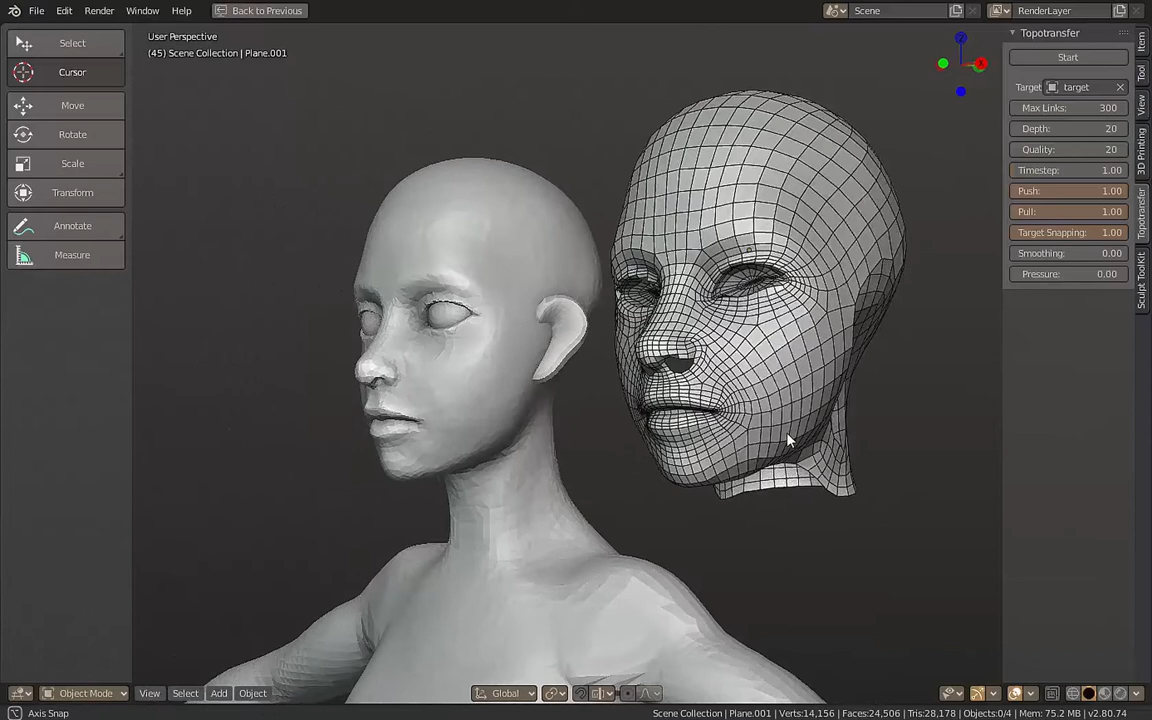 File Edit Render Window Help Back to Previous Scene RenderLayer
User Perspective
(45) Scene Collection | Plane.001
Select
Cursor
Move
Rotate
Scale
Transform
Annotate
Measure
Z
X
Topotransfer
Start
Target target
Max Links: 300
Depth: 20
Quality: 20
Timestep: 1.00
Push: 1.00
Pull: 1.00
Target Snapping: 1.00
Smoothing: 0.00
Pressure: 0.00
Item
Tool
View
3D Printing
Topotransfer
Sculpt ToolKit
Object Mode View Select Add Object Global
Axis Snap
Scene Collection | Plane.001 | Verts:14,156 | Faces:24,506 | Tris:28,178 | Objects:0/4 | Mem: 75.2 MB | v2.80.74